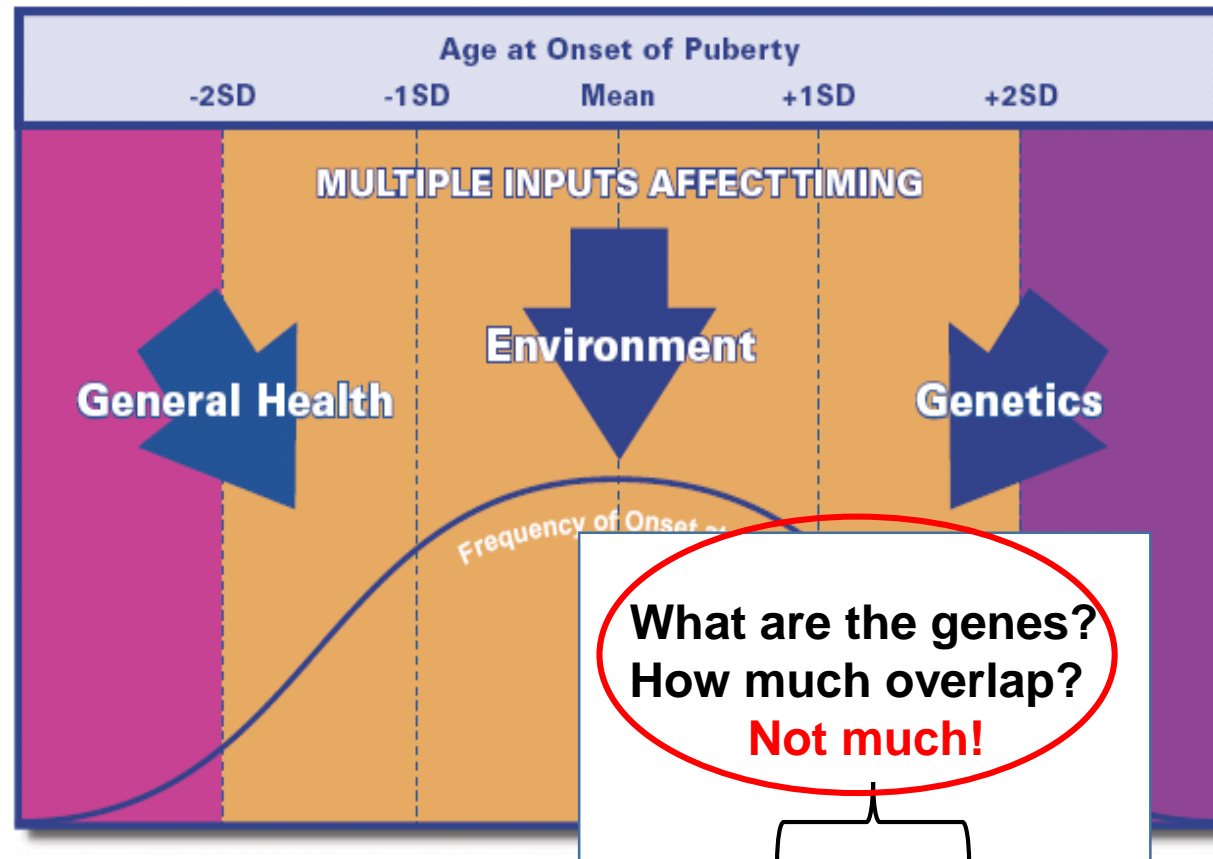 Age at Onset of Puberty
-2SD -1SD Mean +1SD +2SD
MULTIPLE INPUTS AFFECT TIMING
Environment
General Health
Genetics
Frequency of Onset
What are the genes?
How much overlap?
Not much!